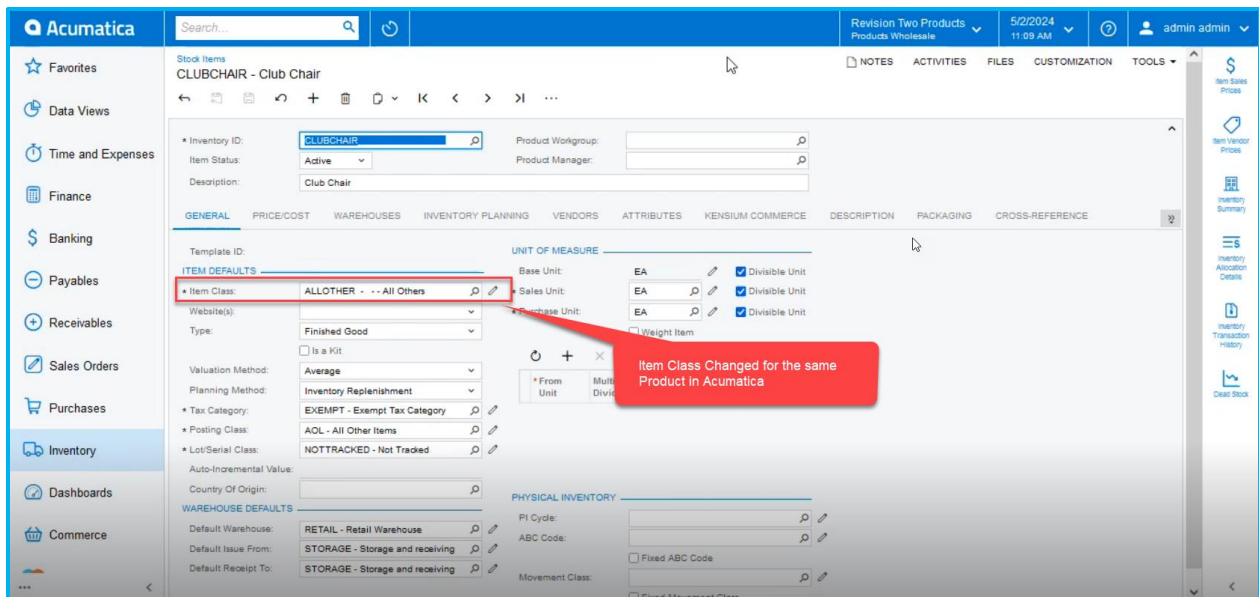 Acumatica
Search...
Revision Two Products
Products Wholesale
5/2/2024
11:09 AM
admin admin
Favorites
Data Views
Time and Expenses
Finance
Banking
Payables
Receivables
Sales Orders
Purchases
Inventory
Dashboards
Commerce
Stock Items
CLUBCHAIR - Club Chair
NOTES ACTIVITIES FILES CUSTOMIZATION TOOLS
* Inventory ID: CLUBCHAIR
Item Status: Active
Description: Club Chair
Product Workgroup:
Product Manager:
GENERAL PRICE/COST WAREHOUSES INVENTORY PLANNING VENDORS ATTRIBUTES KENSIUM COMMERCE DESCRIPTION PACKAGING CROSS-REFERENCE
Template ID:
ITEM DEFAULTS
* Item Class: ALLOTHER - - - All Others
Website(s):
Type: Finished Good
Is a Kit
Valuation Method: Average
Planning Method: Inventory Replenishment
* Tax Category: EXEMPT - Exempt Tax Category
* Posting Class: AOL - All Other Items
* Lot/Serial Class: NOTTRACKED - Not Tracked
Auto-Incremental Value:
Country Of Origin:
WAREHOUSE DEFAULTS
Default Warehouse: RETAIL - Retail Warehouse
Default Issue From: STORAGE - Storage and receiving
Default Receipt To: STORAGE - Storage and receiving
UNIT OF MEASURE
Base Unit: EA Divisible Unit
* Sales Unit: EA Divisible Unit
* Purchase Unit: EA Divisible Unit
Weight Item
* From
Unit
Item Class Changed for the same
Product in Acumatica
PHYSICAL INVENTORY
PI Cycle:
ABC Code:
Fixed ABC Code
Movement Class:
Item Sales
Prices
Item Vendor
Prices
Inventory
Summary
Inventory
Allocation
Details
Inventory
Transaction
History
Dead Stock